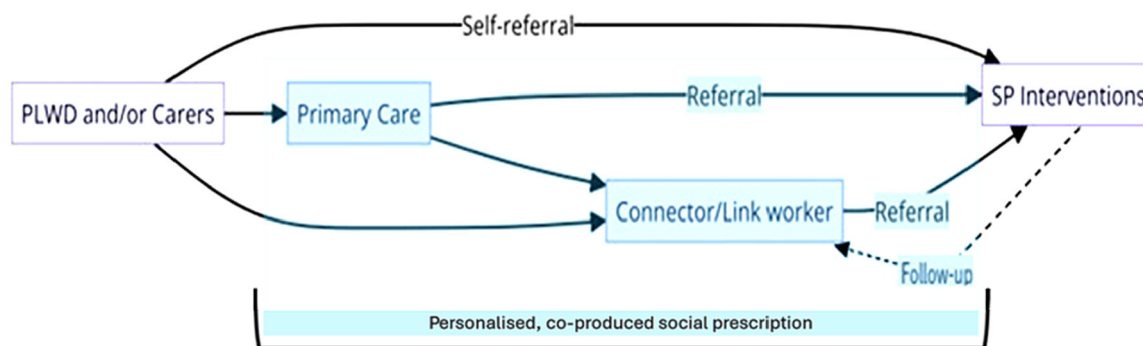 Self-referral
PLWD and/or Carers
Primary Care
Referral
SP Interventions
Connector/Link worker
Referral
Follow-up
Personalised, co-produced social prescription